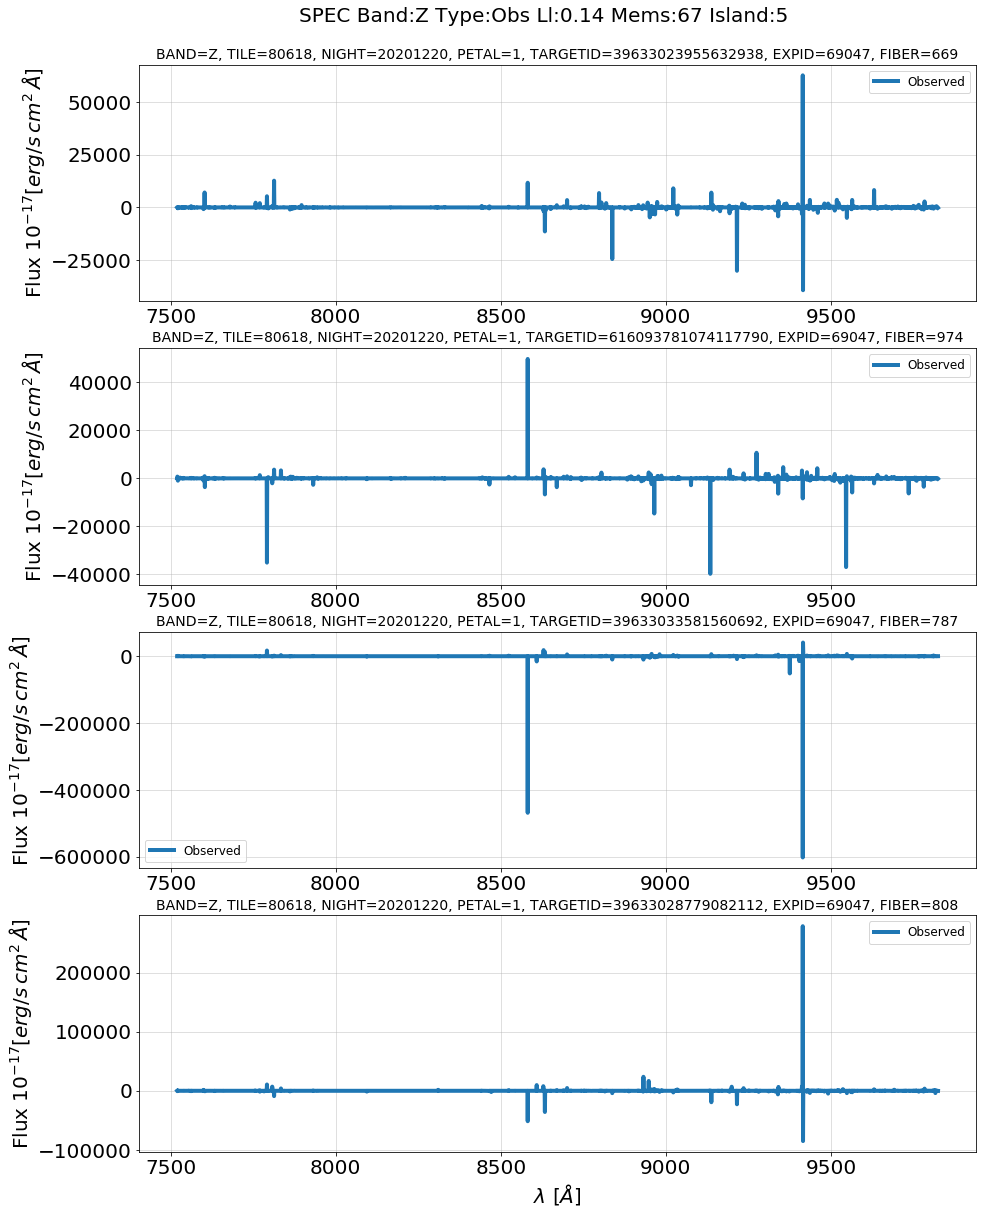 SPEC Band:Z Type:Obs Ll:0.14 Mems:67 Island:5
BAND=Z, TILE=80618, NIGHT=20201220, PETAL=1, TARGETID=39633023955632938, EXPID=69047, FIBER=669
Flux 10⁻¹⁷[erg/s cm² Å]
50000
25000
0
−25000
Observed
7500 8000 8500 9000 9500
BAND=Z, TILE=80618, NIGHT=20201220, PETAL=1, TARGETID=616093781074117790, EXPID=69047, FIBER=974
Flux 10⁻¹⁷[erg/s cm² Å]
40000
20000
0
−20000
−40000
Observed
7500 8000 8500 9000 9500
BAND=Z, TILE=80618, NIGHT=20201220, PETAL=1, TARGETID=39633033581560692, EXPID=69047, FIBER=787
Flux 10⁻¹⁷[erg/s cm² Å]
0
−200000
−400000
−600000
Observed
7500 8000 8500 9000 9500
BAND=Z, TILE=80618, NIGHT=20201220, PETAL=1, TARGETID=39633028779082112, EXPID=69047, FIBER=808
Flux 10⁻¹⁷[erg/s cm² Å]
200000
100000
0
−100000
Observed
7500 8000 8500 9000 9500
λ [Å]